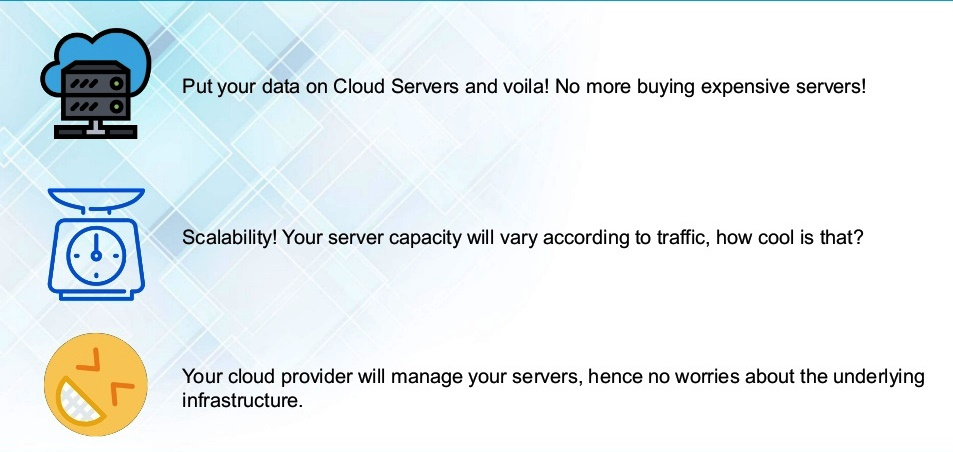 Put your data on Cloud Servers and voila! No more buying expensive servers!
Scalability! Your server capacity will vary according to traffic, how cool is that?
Your cloud provider will manage your servers, hence no worries about the underlying
infrastructure.